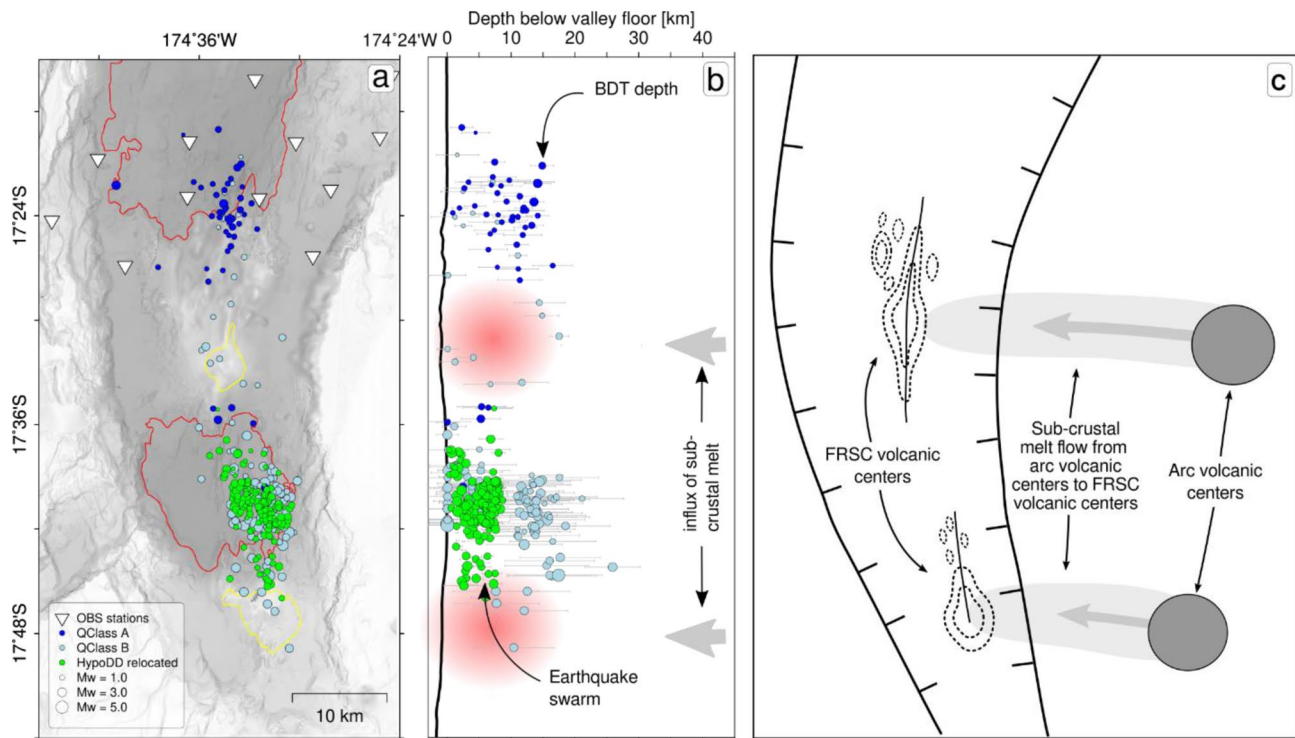 Depth below valley floor [km]
174˚36'W
174˚24'W
0
10
20
30
40
a
b
c
BDT depth
17˚24'S
17˚36'S
17˚48'S
influx of sub-
crustal melt
FRSC volcanic
centers
Sub-crustal
melt flow from
arc volcanic
centers to FRSC
volcanic centers
Arc volcanic
centers
OBS stations
QClass A
QClass B
HypoDD relocated
Mw = 1.0
Mw = 3.0
Mw = 5.0
10 km
Earthquake
swarm